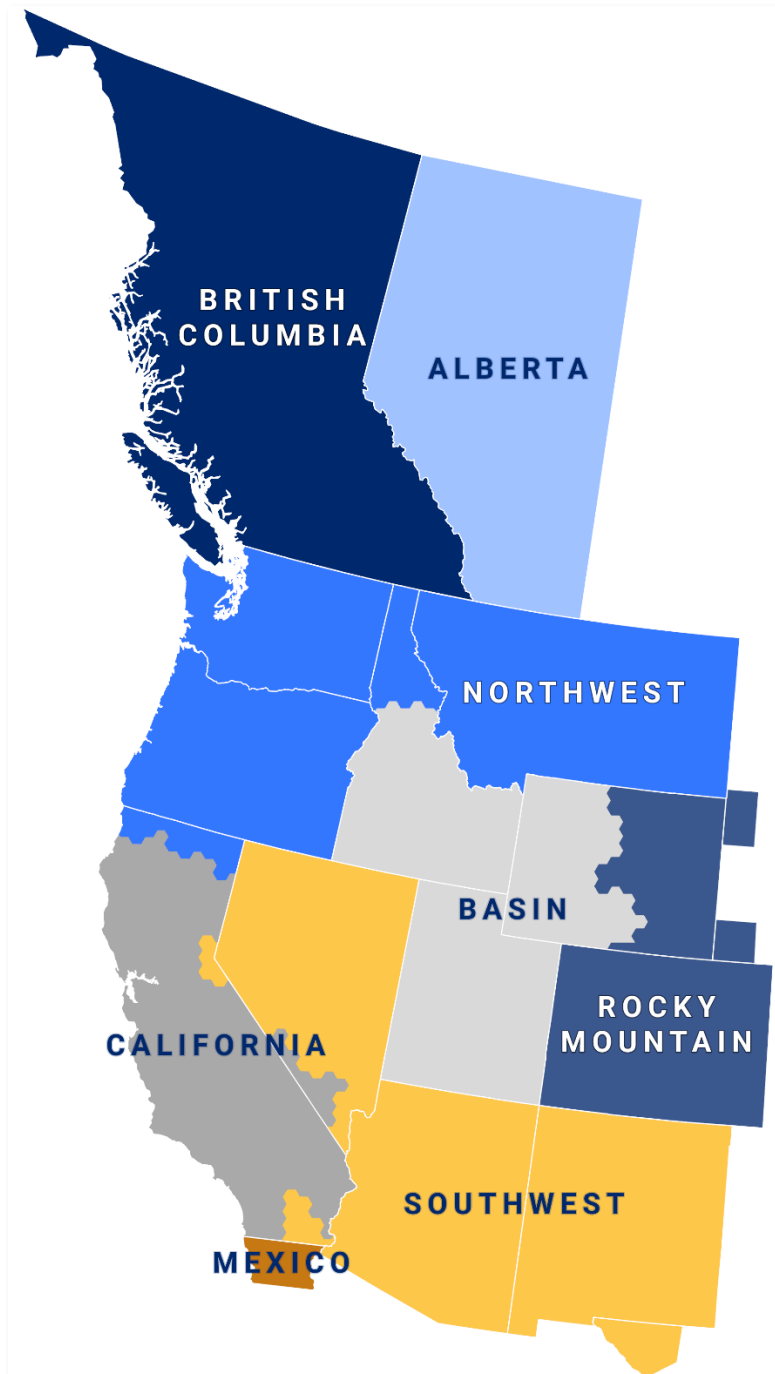 BRITISH
COLUMBIA
ALBERTA
NORTHWEST
BASIN
ROCKY
MOUNTAIN
CALIFORNIA
SOUTHWEST
MEXICO